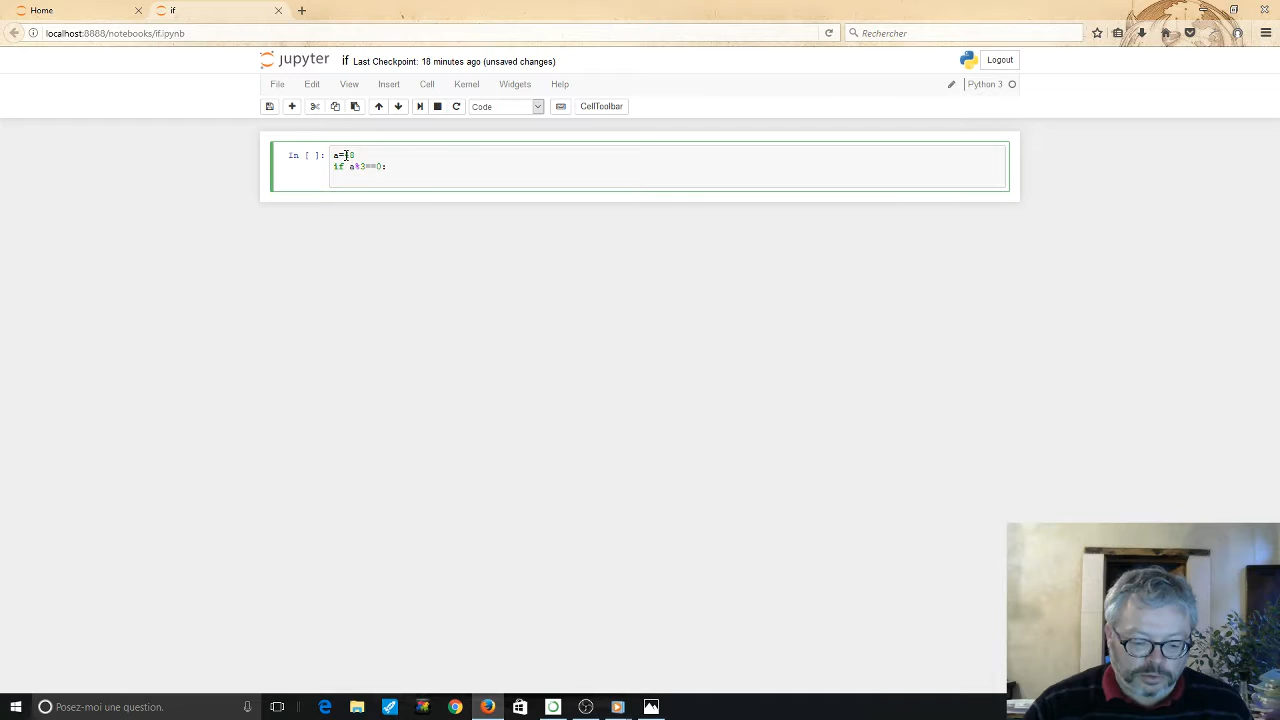 Home
if
localhost:8888/notebooks/if.ipynb
Rechercher
jupyter if Last Checkpoint: 18 minutes ago (unsaved changes)
Logout
File Edit View Insert Cell Kernel Widgets Help
Python 3
Code
CellToolbar
In [ ]:
if a%3==0:
Posez-moi une question.